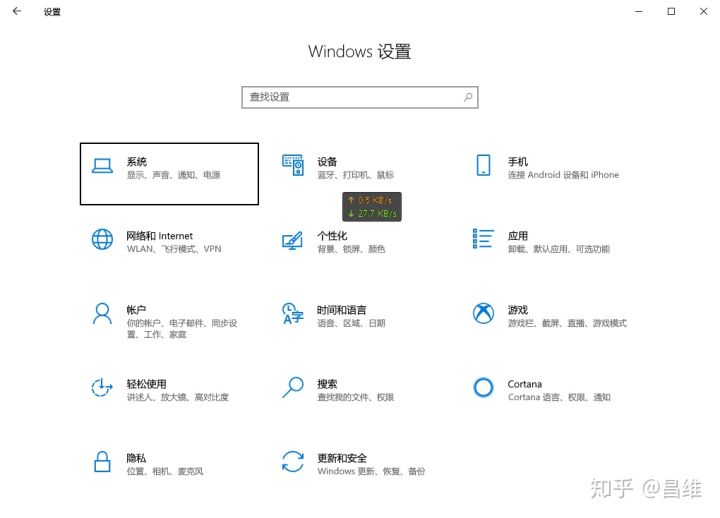 设置
Windows 设置
查找设置
系统
显示、声音、通知、电源
设备
蓝牙、打印机、鼠标
手机
连接 Android 设备和 iPhone
↑ 0.5 KB/s
↓ 27.7 KB/s
网络和 Internet
WLAN、飞行模式、VPN
个性化
背景、锁屏、颜色
应用
卸载、默认应用、可选功能
帐户
你的帐户、电子邮件、同步设
置、工作、家庭
时间和语言
语音、区域、日期
游戏
游戏栏、截屏、直播、游戏模式
轻松使用
讲述人、放大镜、高对比度
搜索
查找我的文件、权限
Cortana
Cortana 语言、权限、通知
隐私
位置、相机、麦克风
更新和安全
Windows 更新、恢复、备份
知乎 @昌维